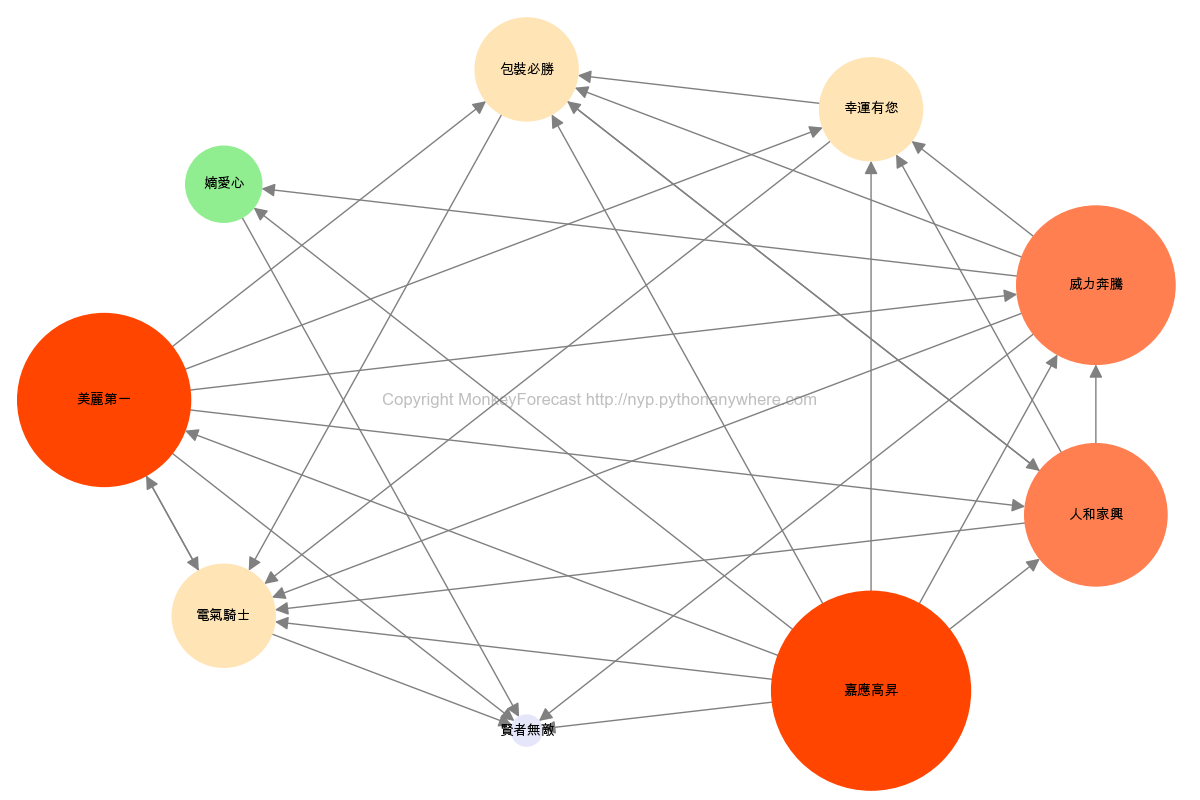 包裝必勝
幸運有您
嫡愛心
威力奔騰
美麗第一
Copyright MonkeyForecast http://nyp.pythonanywhere.com
人和家興
電氣騎士
嘉應高昇
賢者無敵